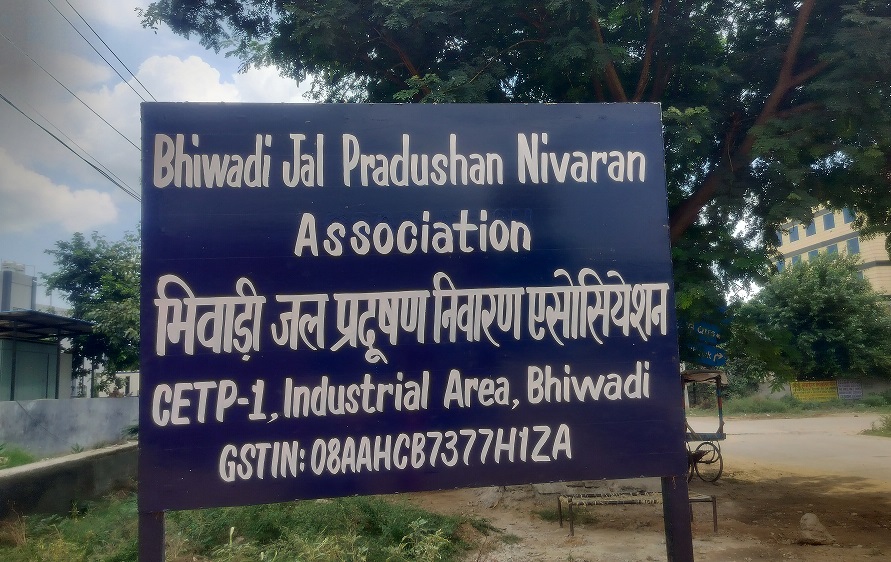 Bhiwadi Jal Pradushan Nivaran
Association
भिवाड़ी जल प्रदूषण निवारण एसोसियेशन
CETP-1, Industrial Area, Bhiwadi
GSTIN: 08AAHCB7377H1ZA